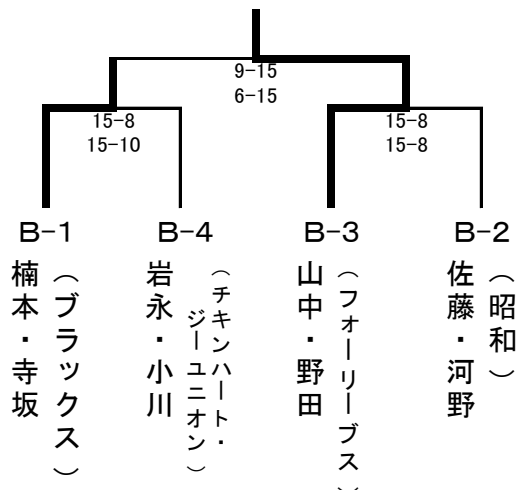 9-15
6-15
15-8
15-10
15-8
15-8
B-1
B-4
B-3
B-2
楠本・寺坂
（ブラックス）
岩永・小川
（チキンハート・
ジーユニオン）
山中・野田
（フォーリーブス）
佐藤・河野
（昭和）